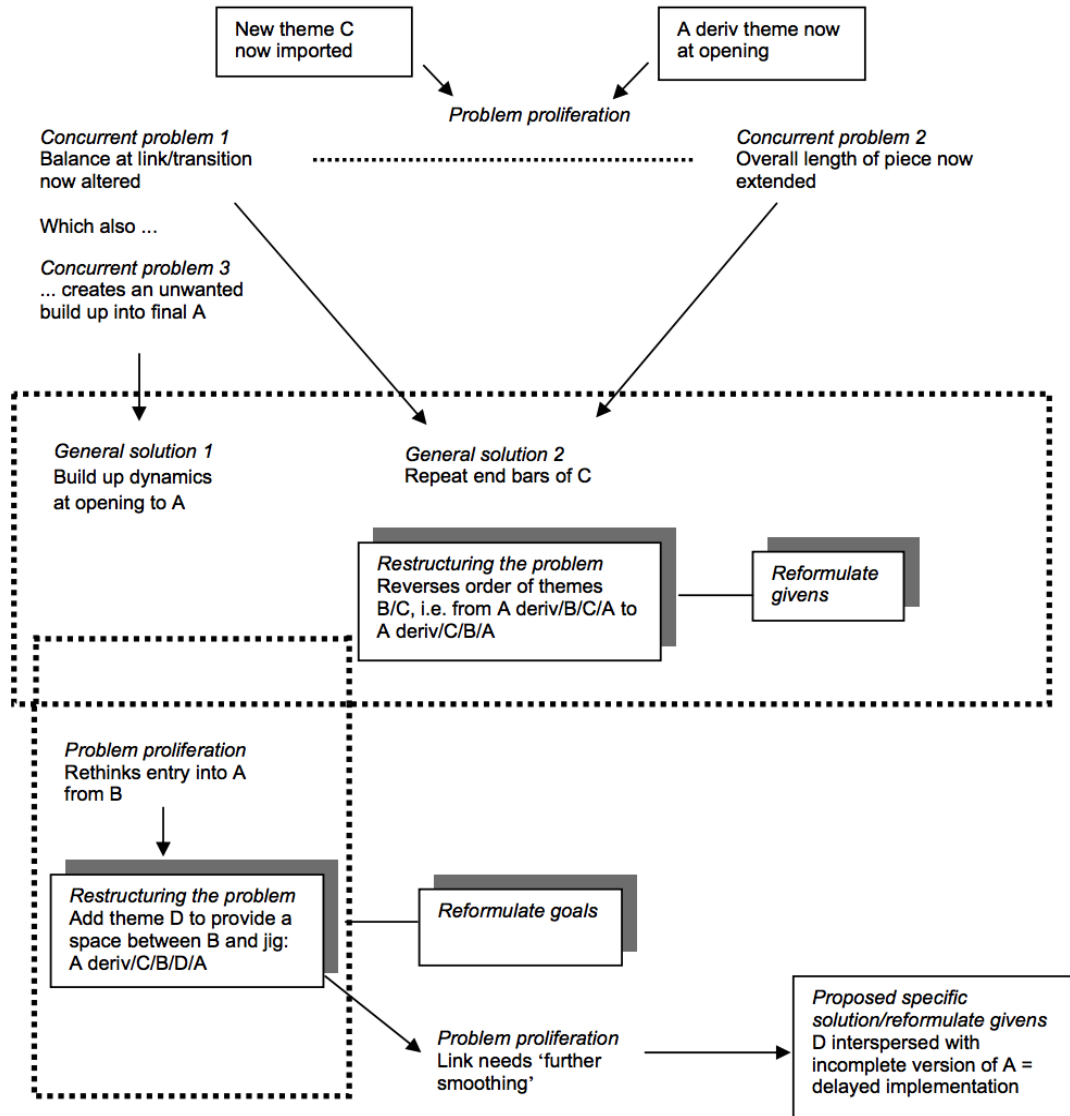 New theme C
now imported
A deriv theme now
at opening
Problem proliferation
Concurrent problem 1
Balance at link/transition
now altered
Concurrent problem 2
Overall length of piece now
extended
Which also ...
Concurrent problem 3
... creates an unwanted
build up into final A
General solution 1
Build up dynamics
at opening to A
General solution 2
Repeat end bars of C
Restructuring the problem
Reverses order of themes
B/C, i.e. from A deriv/B/C/A to
A deriv/C/B/A
Reformulate
givens
Problem proliferation
Rethinks entry into A
from B
Restructuring the problem
Add theme D to provide a
space between B and jig:
A deriv/C/B/D/A
Reformulate goals
Problem proliferation
Link needs ‘further
smoothing’
Proposed specific
solution/reformulate givens
D interspersed with
incomplete version of A =
delayed implementation